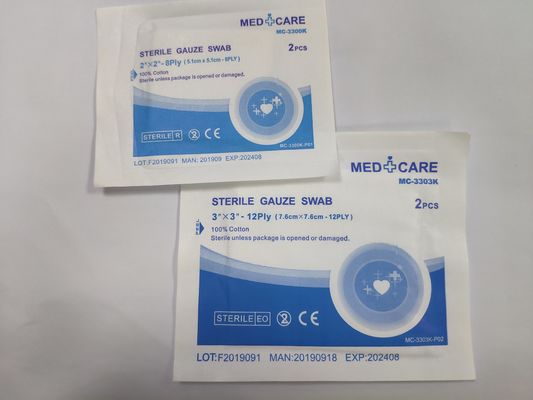 MED+CARE
MC-3300K
STERILE GAUZE SWAB
2PCS
2"×2"-8Ply (5.1cm x 5.1cm -8PLY)
100% Cotton
Sterile unless package is opened or damaged.
STERILE R
2
CE
MC-3300K-P01
LOT:F2019091 MAN: 201909 EXP:202408
MED+CARE
MC-3303K
STERILE GAUZE SWAB
2PCS
3"×3"-12Ply (7.6cm×7.6cm -12PLY)
100% Cotton
Sterile unless package is opened or damaged.
STERILE EO
2
CE
MC-3303K-P02
LOT:F2019091 MAN:20190918 EXP:202408